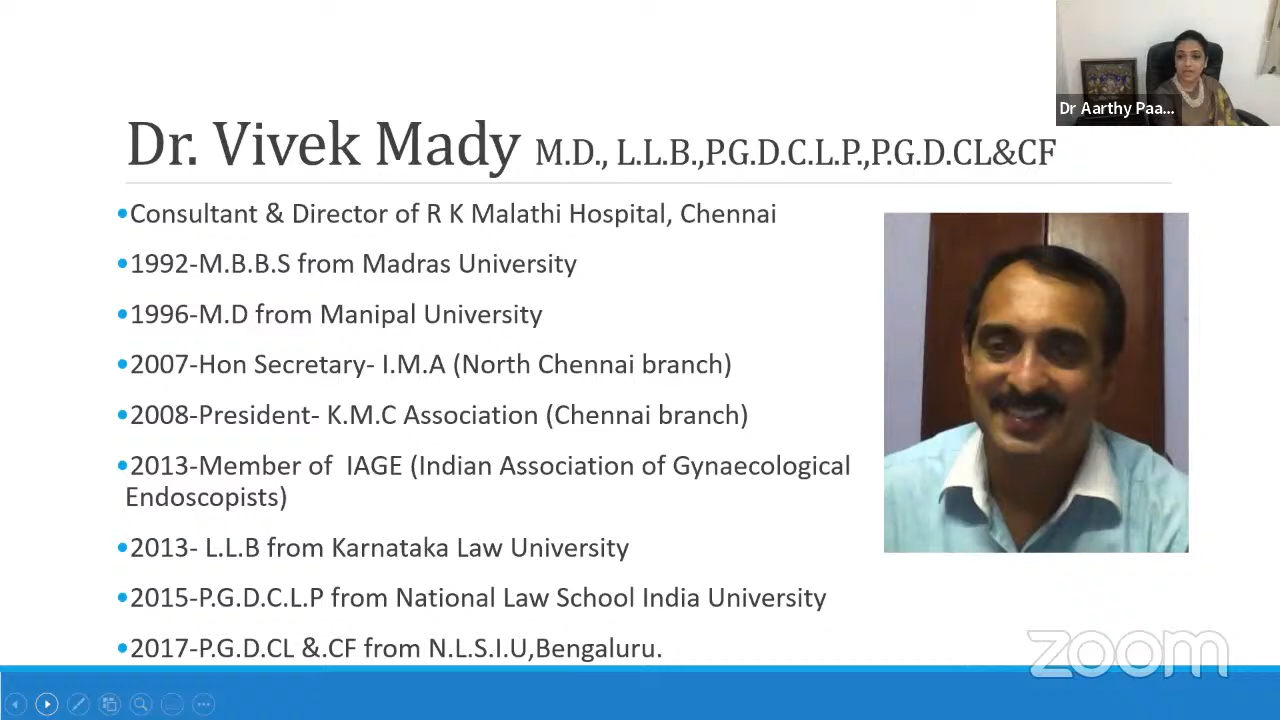 Dr Aarthy Paa...
Dr. Vivek Mady M.D., L.L.B.,P.G.D.C.L.P.,P.G.D.CL&CF
•Consultant & Director of R K Malathi Hospital, Chennai
•1992-M.B.B.S from Madras University
•1996-M.D from Manipal University
•2007-Hon Secretary- I.M.A (North Chennai branch)
•2008-President- K.M.C Association (Chennai branch)
•2013-Member of  IAGE (Indian Association of Gynaecological
Endoscopists)
•2013- L.L.B from Karnataka Law University
•2015-P.G.D.C.L.P from National Law School India University
•2017-P.G.D.CL &.CF from N.L.S.I.U,Bengaluru.
zoom